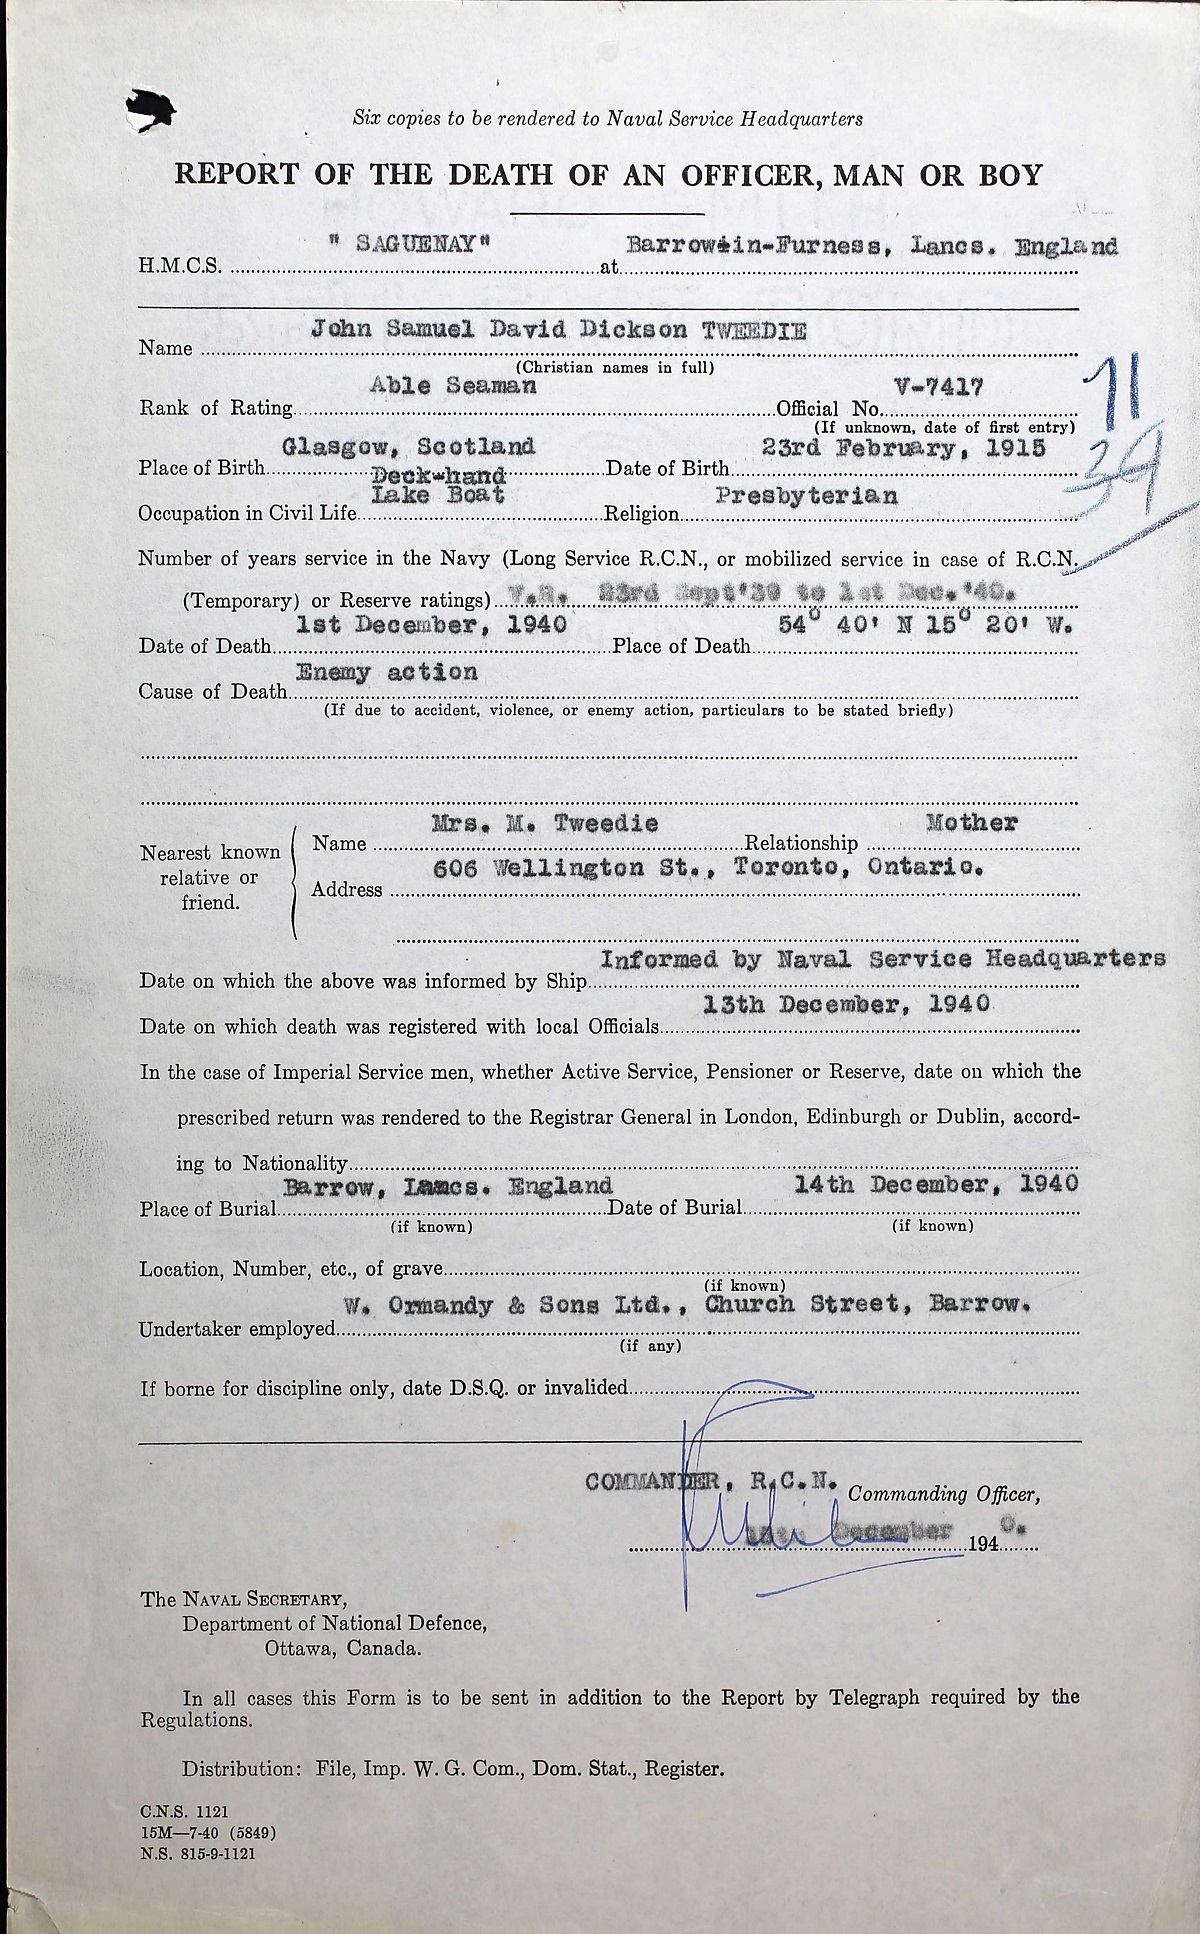 Six copies to be rendered to Naval Service Headquarters
REPORT OF THE DEATH OF AN OFFICER, MAN OR BOY
H.M.C.S. " SAGUENAY" at Barrow-in-Furness, Lancs. England
Name John Samuel David Dickson TWEEDIE
(Christian names in full)
Rank of Rating Able Seaman Official No. V-7417
(If unknown, date of first entry)
71
39
Place of Birth Glasgow, Scotland Date of Birth 23rd February, 1915
Deck-hand
Occupation in Civil Life Lake Boat Religion Presbyterian
Number of years service in the Navy (Long Service R.C.N., or mobilized service in case of R.C.N.
(Temporary) or Reserve ratings) V.R. 23rd Sept'39 to 1st Dec.'40.
Date of Death 1st December, 1940 Place of Death 54° 40' N 15° 20' W.
Cause of Death Enemy action
(If due to accident, violence, or enemy action, particulars to be stated briefly)
Nearest known relative or friend.
Name Mrs. M. Tweedie Relationship Mother
Address 606 Wellington St., Toronto, Ontario.
Date on which the above was informed by Ship Informed by Naval Service Headquarters
Date on which death was registered with local Officials 13th December, 1940
In the case of Imperial Service men, whether Active Service, Pensioner or Reserve, date on which the
prescribed return was rendered to the Registrar General in London, Edinburgh or Dublin, accord-
ing to Nationality
Place of Burial Barrow, Lancs. England Date of Burial 14th December, 1940
(if known) (if known)
Location, Number, etc., of grave
(if known)
Undertaker employed W. Ormandy & Sons Ltd., Church Street, Barrow.
(if any)
If borne for discipline only, date D.S.Q. or invalided
COMMANDER, R.C.N. Commanding Officer,
December 1940.
The NAVAL SECRETARY,
Department of National Defence,
Ottawa, Canada.
In all cases this Form is to be sent in addition to the Report by Telegraph required by the
Regulations.
Distribution: File, Imp. W. G. Com., Dom. Stat., Register.
C.N.S. 1121
15M—7-40 (5849)
N.S. 815-9-1121